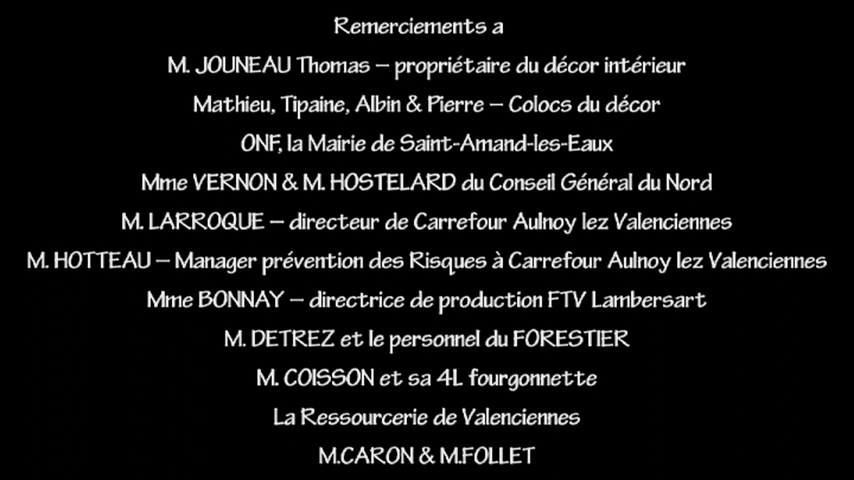 Remerciements a
M. JOUNEAU Thomas – propriétaire du décor intérieur
Mathieu, Tipaine, Albin & Pierre – Colocs du décor
ONF, la Mairie de Saint-Amand-les-Eaux
Mme VERNON & M. HOSTELARD du Conseil Général du Nord
M. LARROQUE – directeur de Carrefour Aulnoy lez Valenciennes
M. HOTTEAU – Manager prévention des Risques à Carrefour Aulnoy lez Valenciennes
Mme BONNAY – directrice de production FTV Lambersart
M. DETREZ et le personnel du FORESTIER
M. COISSON et sa 4L fourgonnette
La Ressourcerie de Valenciennes
M.CARON & M.FOLLET